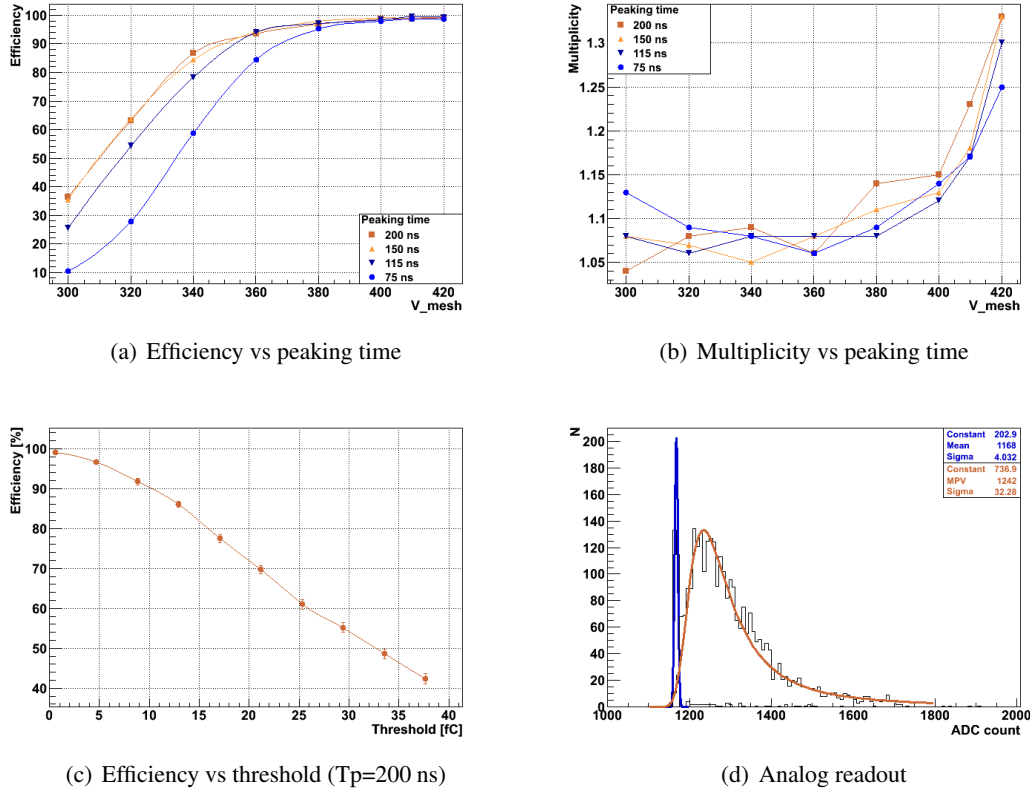 Efficiency
100
90
80
70
60
50
40
30
20
10
Peaking time
200 ns
150 ns
115 ns
75 ns
300 320 340 360 380 400 420
V_mesh
(a) Efficiency vs peaking time
Multiplicity
Peaking time
200 ns
150 ns
115 ns
75 ns
1.3
1.25
1.2
1.15
1.1
1.05
300 320 340 360 380 400 420
V_mesh
(b) Multiplicity vs peaking time
Efficiency [%]
100
90
80
70
60
50
40
0 5 10 15 20 25 30 35 40
Threshold [fC]
(c) Efficiency vs threshold (Tp=200 ns)
N
200
180
160
140
120
100
80
60
40
20
0
Constant 202.9
Mean 1168
Sigma 4.032
Constant 736.9
MPV 1242
Sigma 32.28
1000 1200 1400 1600 1800 2000
ADC count
(d) Analog readout